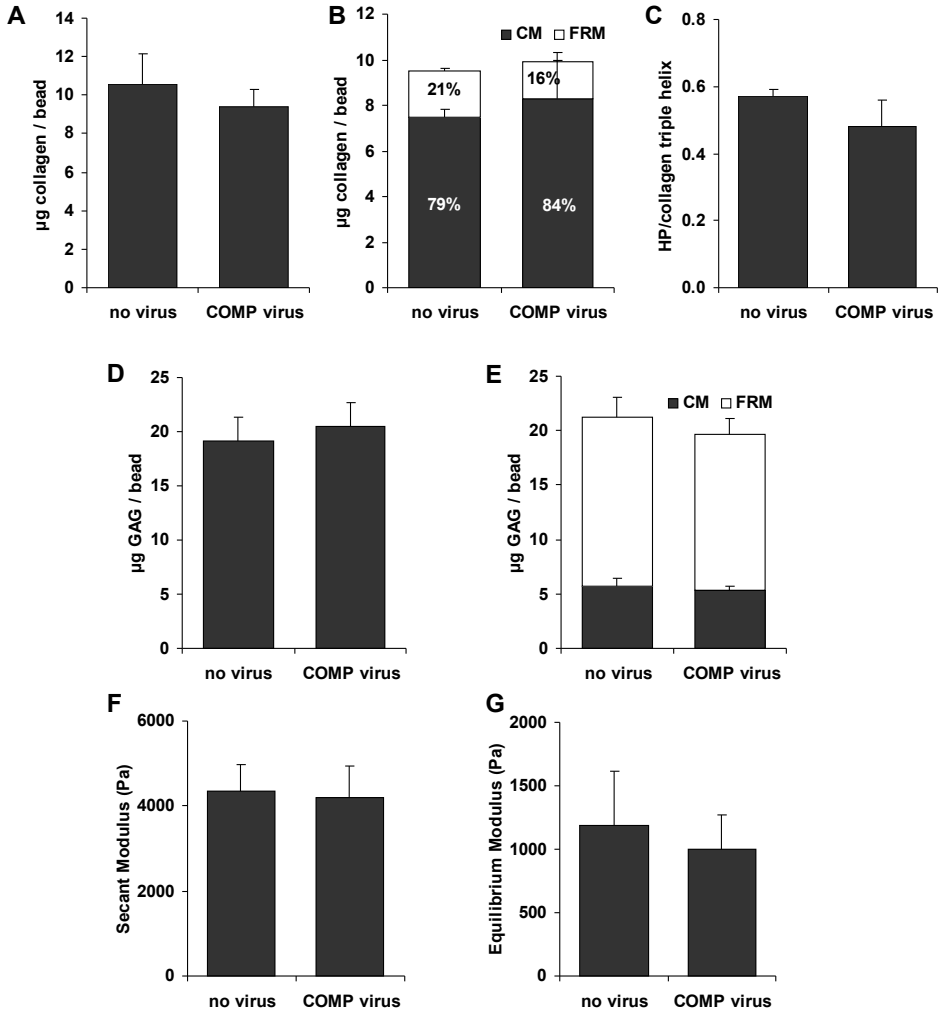 A
µg collagen / bead
14
12
10
8
6
4
2
0
no virus
COMP virus
B
CM
FRM
µg collagen / bead
12
10
8
6
4
2
0
21%
16%
79%
84%
no virus
COMP virus
C
HP/collagen triple helix
0.8
0.6
0.4
0.2
0.0
no virus
COMP virus
D
µg GAG / bead
25
20
15
10
5
0
no virus
COMP virus
E
CM
FRM
µg GAG / bead
25
20
15
10
5
0
no virus
COMP virus
F
Secant Modulus (Pa)
6000
4000
2000
0
no virus
COMP virus
G
Equilibrium Modulus (Pa)
2000
1500
1000
500
0
no virus
COMP virus